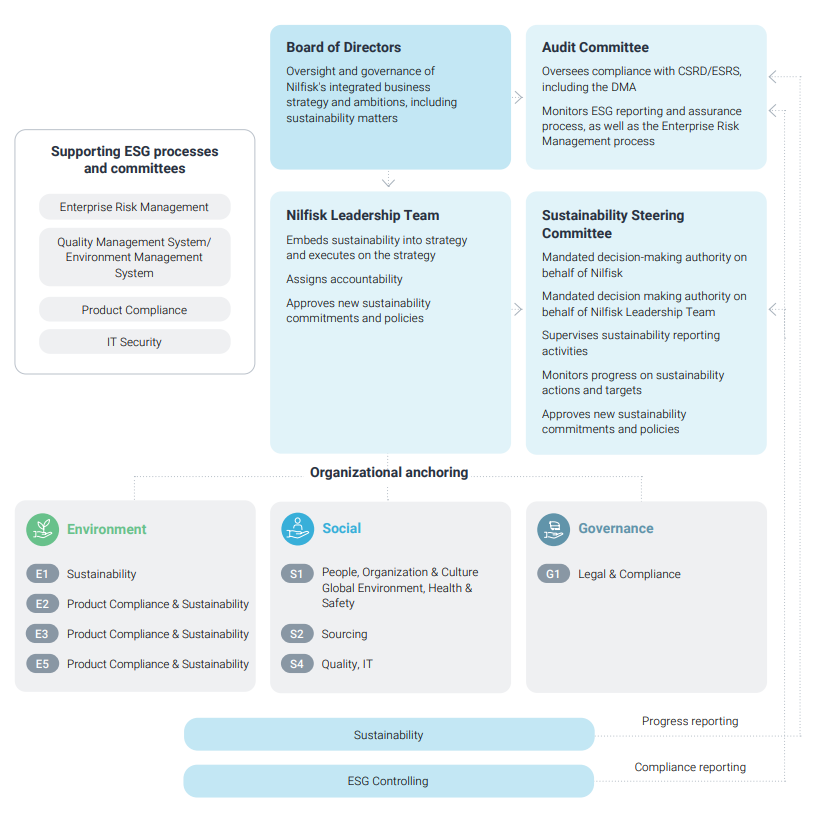 Board of Directors
Oversight and governance of
Nilfisk's integrated business
strategy and ambitions, including
sustainability matters
Audit Committee
Oversees compliance with CSRD/ESRS,
including the DMA
Monitors ESG reporting and assurance
process, as well as the Enterprise Risk
Management process
Supporting ESG processes
and committees
Enterprise Risk Management
Quality Management System/
Environment Management
System
Product Compliance
IT Security
Nilfisk Leadership Team
Embeds sustainability into strategy
and executes on the strategy
Assigns accountability
Approves new sustainability
commitments and policies
Sustainability Steering
Committee
Mandated decision-making authority on
behalf of Nilfisk
Mandated decision making authority on
behalf of Nilfisk Leadership Team
Supervises sustainability reporting
activities
Monitors progress on sustainability
actions and targets
Approves new sustainability
commitments and policies
Organizational anchoring
Environment
E1 Sustainability
E2 Product Compliance & Sustainability
E3 Product Compliance & Sustainability
E5 Product Compliance & Sustainability
Social
S1 People, Organization & Culture
Global Environment, Health &
Safety
S2 Sourcing
S4 Quality, IT
Governance
G1 Legal & Compliance
Sustainability
Progress reporting
ESG Controlling
Compliance reporting